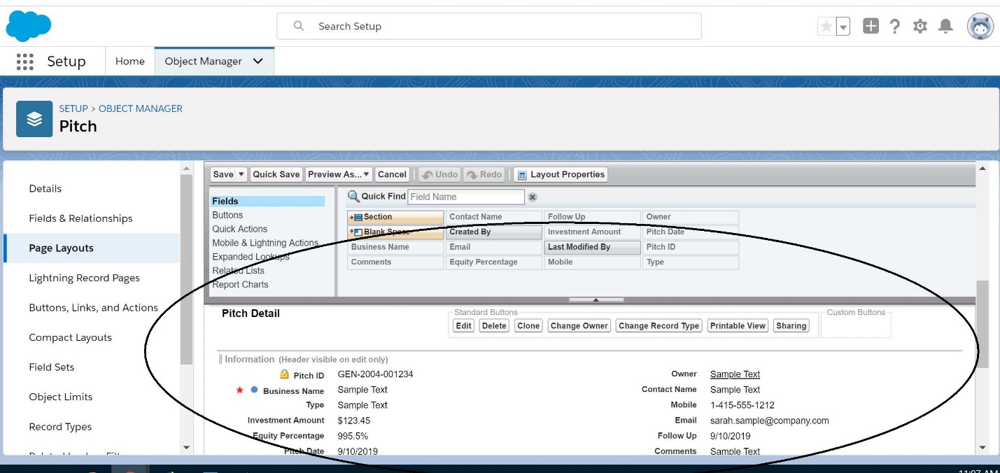 Search Setup
Setup Home Object Manager
SETUP > OBJECT MANAGER
Pitch
Details
Fields & Relationships
Page Layouts
Lightning Record Pages
Buttons, Links, and Actions
Compact Layouts
Field Sets
Object Limits
Record Types
Save Quick Save Preview As... Cancel Undo Redo Layout Properties
Fields
Buttons
Quick Actions
Mobile & Lightning Actions
Expanded Lookups
Related Lists
Report Charts
Quick Find Field Name
Section Contact Name Follow Up Owner
Blank Space Created By Investment Amount Pitch Date
Business Name Email Last Modified By Pitch ID
Comments Equity Percentage Mobile Type
Pitch Detail
Standard Buttons Custom Buttons
Edit Delete Clone Change Owner Change Record Type Printable View Sharing
Information (Header visible on edit only)
Pitch ID GEN-2004-001234 Owner Sample Text
* Business Name Sample Text Contact Name Sample Text
Type Sample Text Mobile 1-415-555-1212
Investment Amount $123.45 Email sarah.sample@company.com
Equity Percentage 995.5% Follow Up 9/10/2019
Pitch Date 9/10/2019 Comments Sample Text